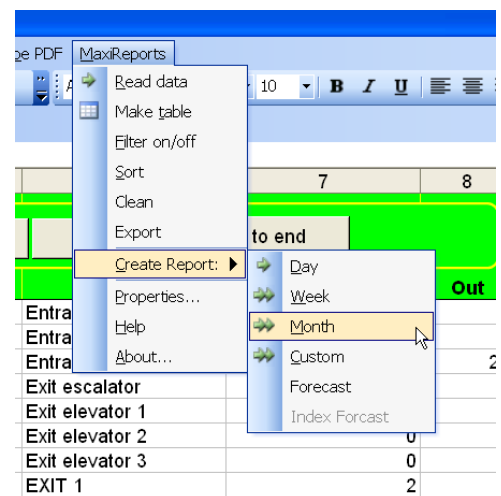 pe PDF MaxiReports
10 B I U
Read data
Make table
Filter on/off
Sort
Clean
Export
Create Report:
Properties...
Help
About...
7 8
to end
Day
Week
Month
Custom
Forecast
Index Forcast
Out
Entra
Entra
Entra 2
Exit escalator
Exit elevator 1
Exit elevator 2 0
Exit elevator 3 0
EXIT 1 2